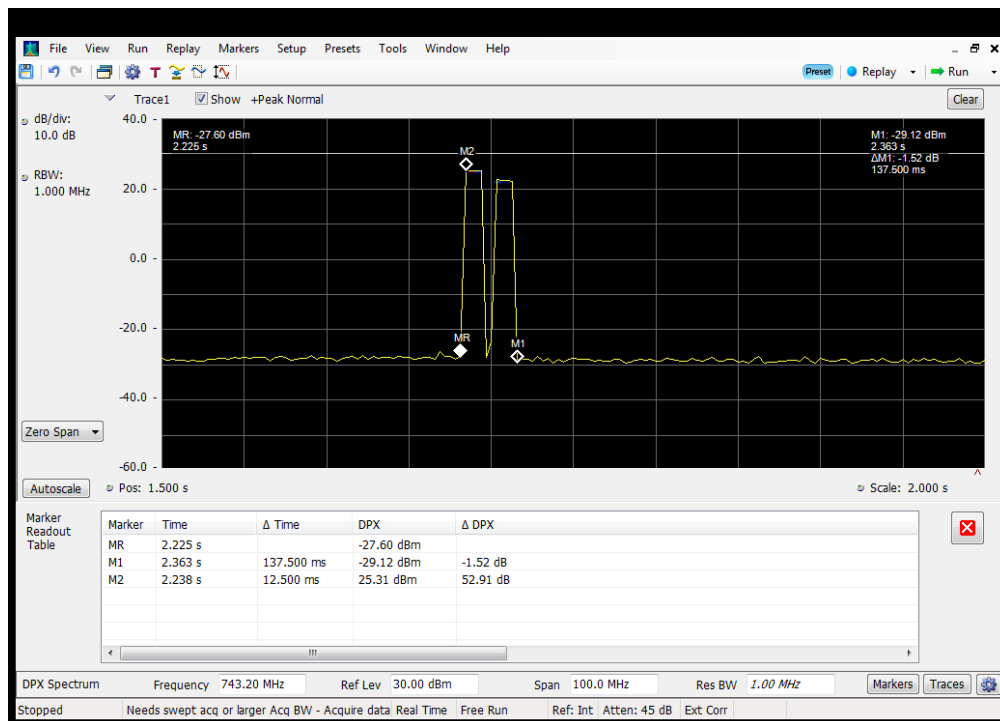 File View Run Replay Markers Setup Presets Tools Window Help
Preset Replay Run
Trace1 Show +Peak Normal Clear
dB/div:
10.0 dB
RBW:
1.000 MHz
40.0
20.0
0.0
-20.0
-40.0
-60.0
MR: -27.60 dBm
2.225 s
M1: -29.12 dBm
2.363 s
ΔM1: -1.52 dB
137.500 ms
M2
MR
M1
Zero Span
Autoscale Pos: 1.500 s Scale: 2.000 s
Marker
Readout
Table
Marker Time Δ Time DPX Δ DPX
MR 2.225 s -27.60 dBm
M1 2.363 s 137.500 ms -29.12 dBm -1.52 dB
M2 2.238 s 12.500 ms 25.31 dBm 52.91 dB
DPX Spectrum Frequency 743.20 MHz Ref Lev 30.00 dBm Span 100.0 MHz Res BW 1.00 MHz Markers Traces
Stopped Needs swept acq or larger Acq BW - Acquire data Real Time Free Run Ref: Int Atten: 45 dB Ext Corr